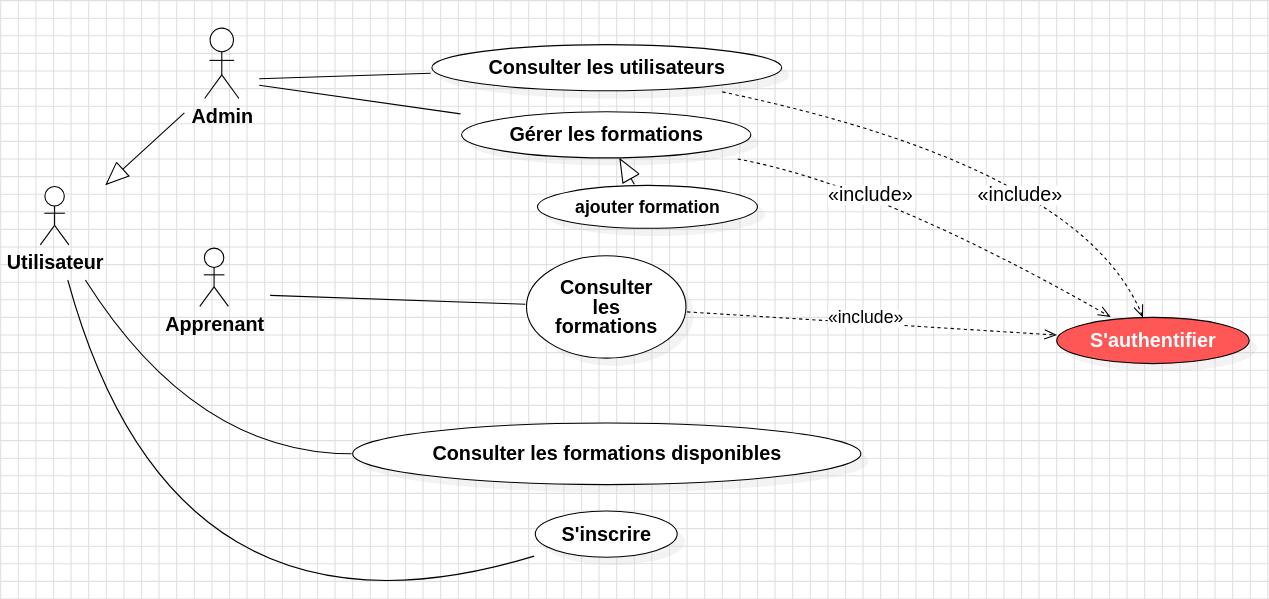 Admin
Consulter les utilisateurs
Gérer les formations
ajouter formation
«include»
«include»
Utilisateur
Apprenant
Consulter
les
formations
«include»
S'authentifier
Consulter les formations disponibles
S'inscrire